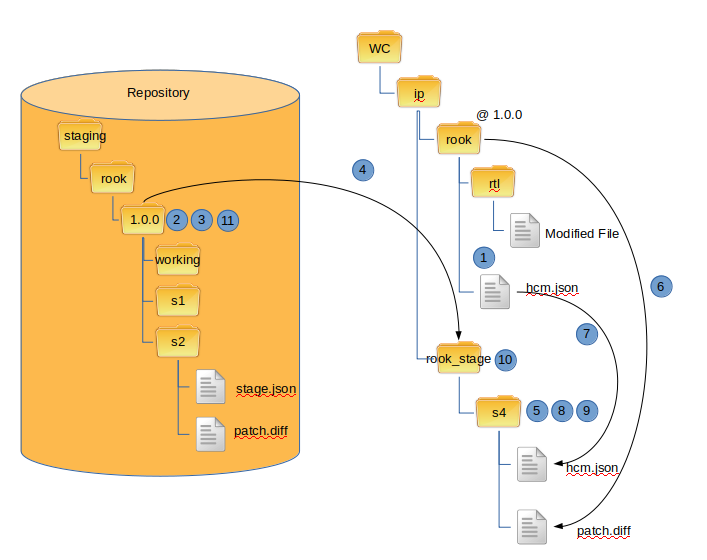 WC
ip
@ 1.0.0
rook
rtl
Modified File
1
hcm.json
6
7
4
Repository
staging
rook
1.0.0
2
3
11
working
s1
s2
stage.json
patch.diff
rook_stage
10
s4
5
8
9
hcm.json
patch.diff